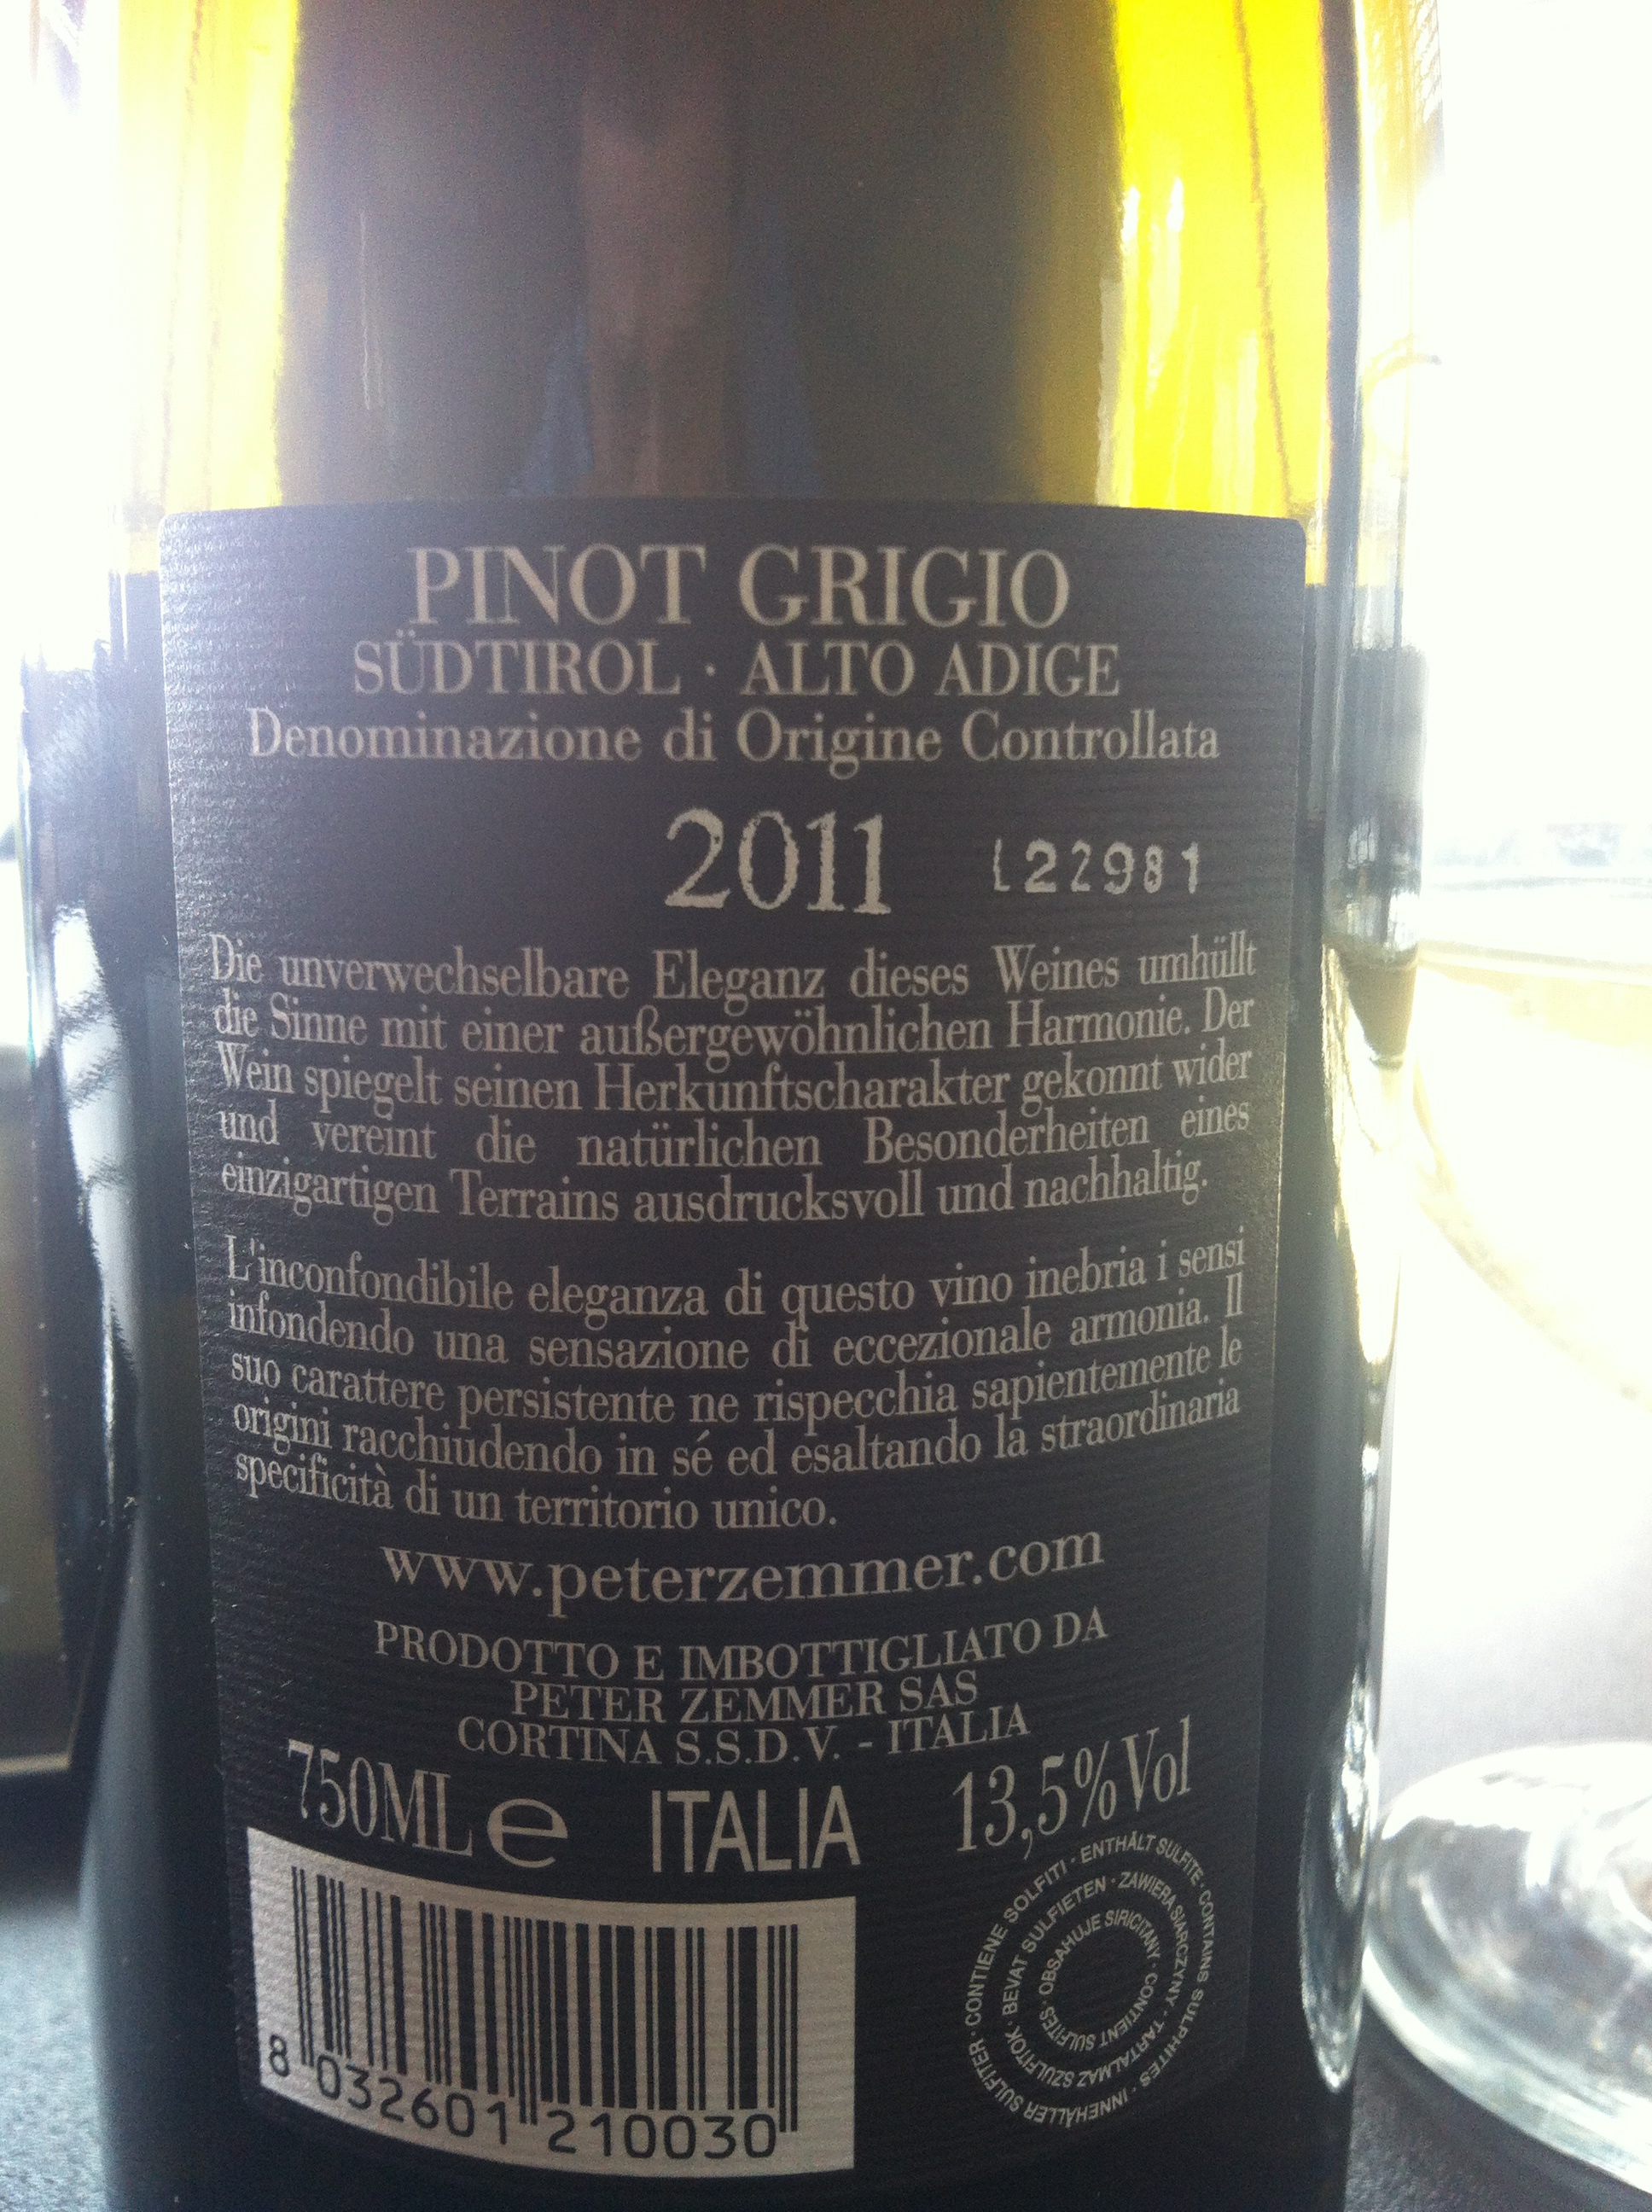 PINOT GRIGIO
SÜDTIROL · ALTO ADIGE
Denominazione di Origine Controllata
2011 L22981
Die unverwechselbare Eleganz dieses Weines umhüllt
die Sinne mit einer außergewöhnlichen Harmonie. Der
Wein spiegelt seinen Herkunftscharakter gekonnt wider
und vereint die natürlichen Besonderheiten eines
einzigartigen Terrains ausdrucksvoll und nachhaltig.
L'inconfondibile eleganza di questo vino inebria i sensi
infondendo una sensazione di eccezionale armonia. Il
suo carattere persistente ne rispecchia sapientemente le
origini racchiudendo in sé ed esaltando la straordinaria
specificità di un territorio unico.
www.peterzemmer.com
PRODOTTO E IMBOTTIGLIATO DA
PETER ZEMMER SAS
CORTINA S.S.D.V. - ITALIA
750ML e ITALIA 13,5% Vol
8 032601 210030
CONTIENE SOLFITI · ENTHÄLT SULFITE · CONTAINS SULPHITES · INNEHÅLLER SULFITER ·
BEVAT SULFIETEN · ZAWIERA SIARCZYNY · TARTALMAZ SZULFITOK ·
OBSAHUJE SIRICITANY · CONTIENT SULFITES ·